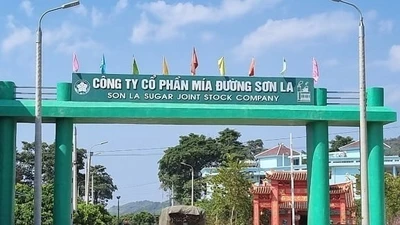 CÔNG TY CỔ PHẦN MÍA ĐƯỜNG SƠN LA
SON LA SUGAR JOINT STOCK COMPANY